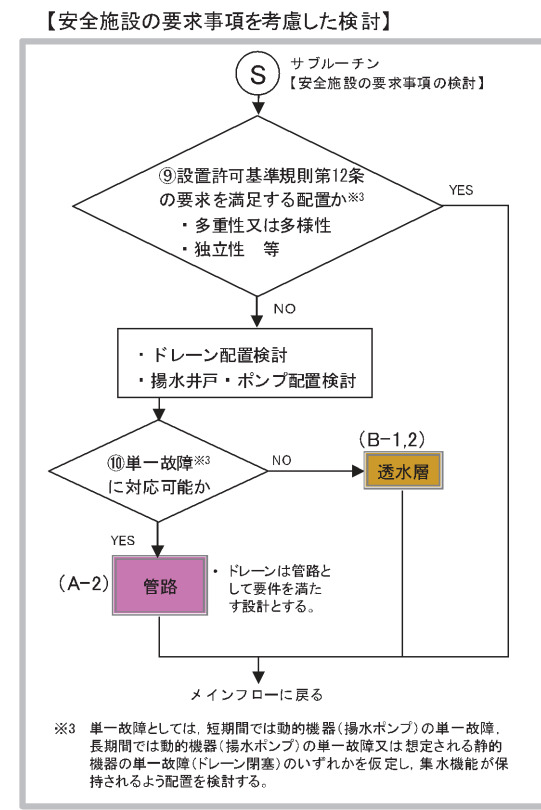 【安全施設の要求事項を考慮した検討】
S
サブルーチン
【安全施設の要求事項の検討】
⑨設置許可基準規則第12条
の要求を満足する配置か※3
・多重性又は多様性
・独立性　等
YES
NO
・ドレーン配置検討
・揚水井戸・ポンプ配置検討
⑩単一故障※3
に対応可能か
NO
(B-1,2)
透水層
YES
(A-2)
管路
・ ドレーンは管路と
して要件を満た
す設計とする。
メインフローに戻る
※3　単一故障としては，短期間では動的機器(揚水ポンプ)の単一故障，
長期間では動的機器(揚水ポンプ)の単一故障又は想定される静的
機器の単一故障(ドレーン閉塞)のいずれかを仮定し，集水機能が保
持されるよう配置を検討する。